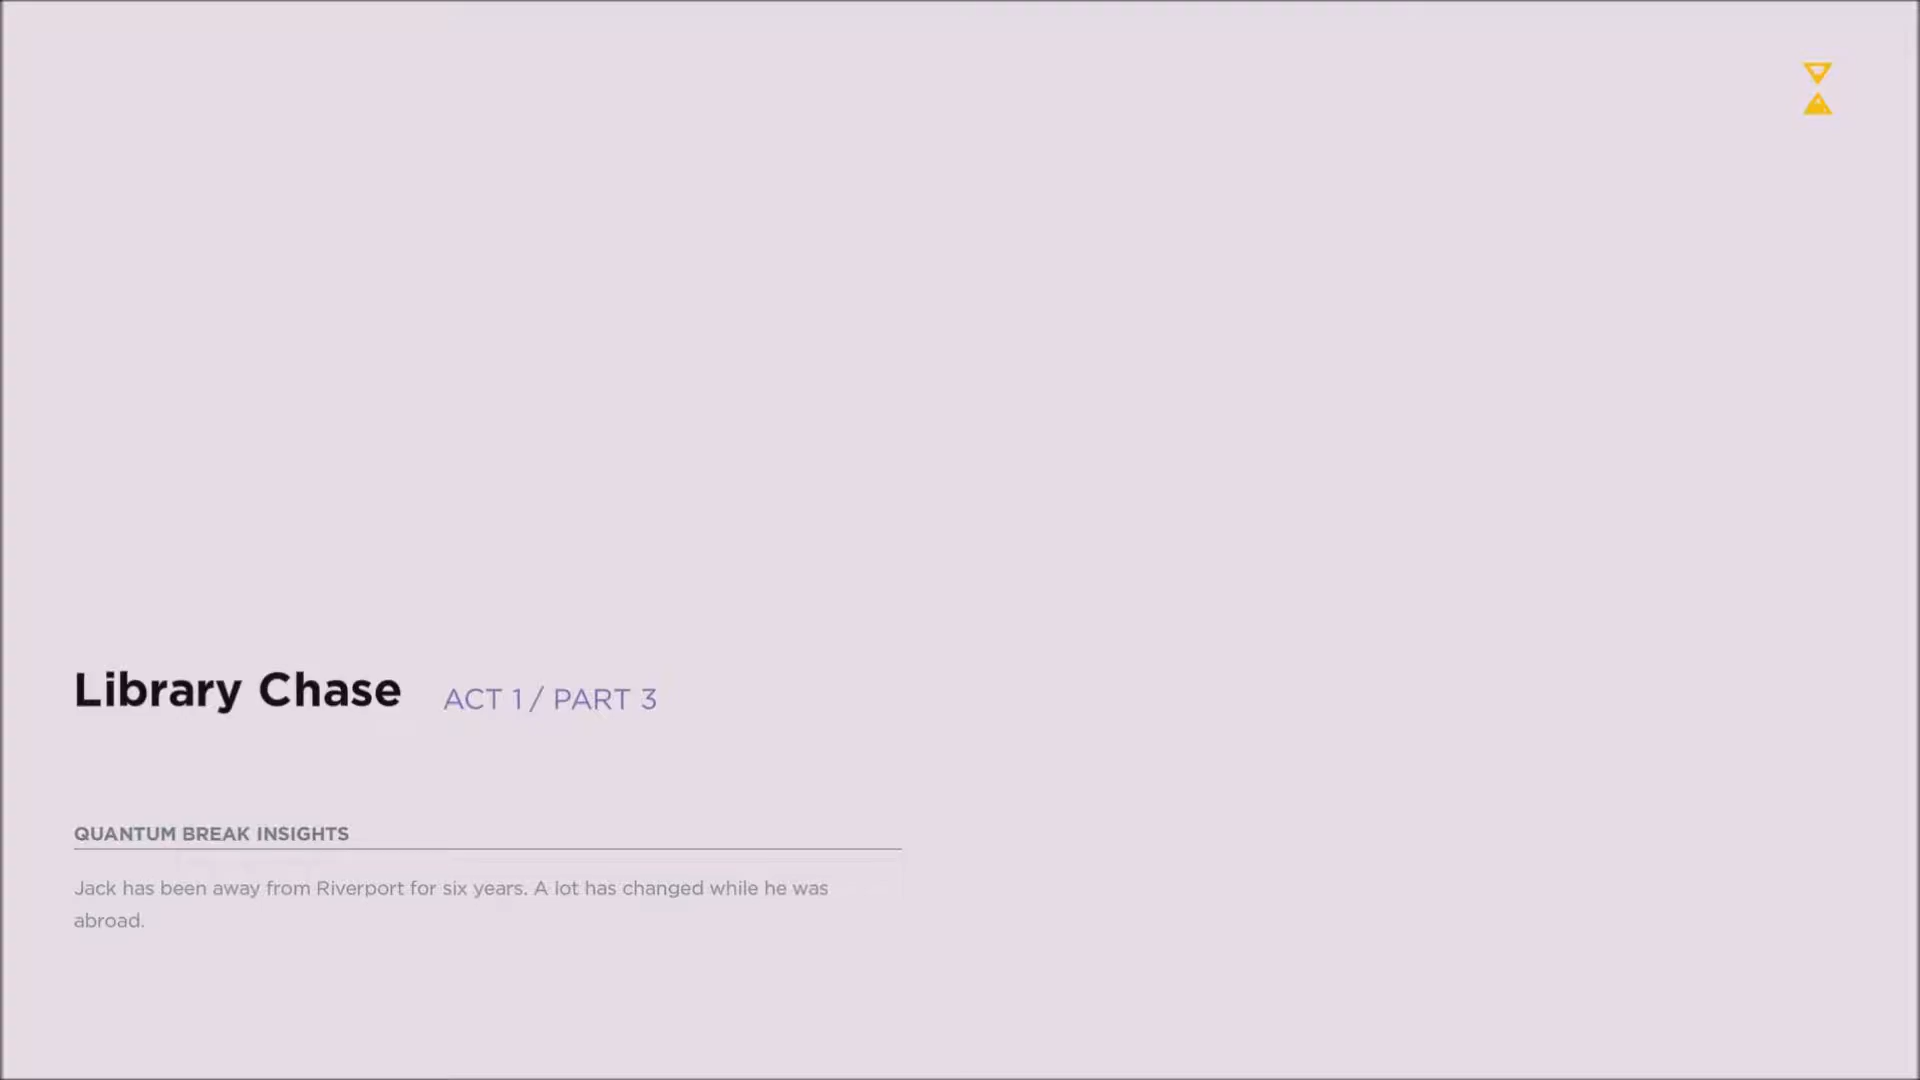 Library Chase ACT 1 / PART 3
QUANTUM BREAK INSIGHTS
Jack has been away from Riverport for six years. A lot has changed while he was
abroad.